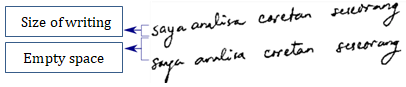 Size of writing saya analisa coretan seseorang
Empty space saya analisa coretan seseorang